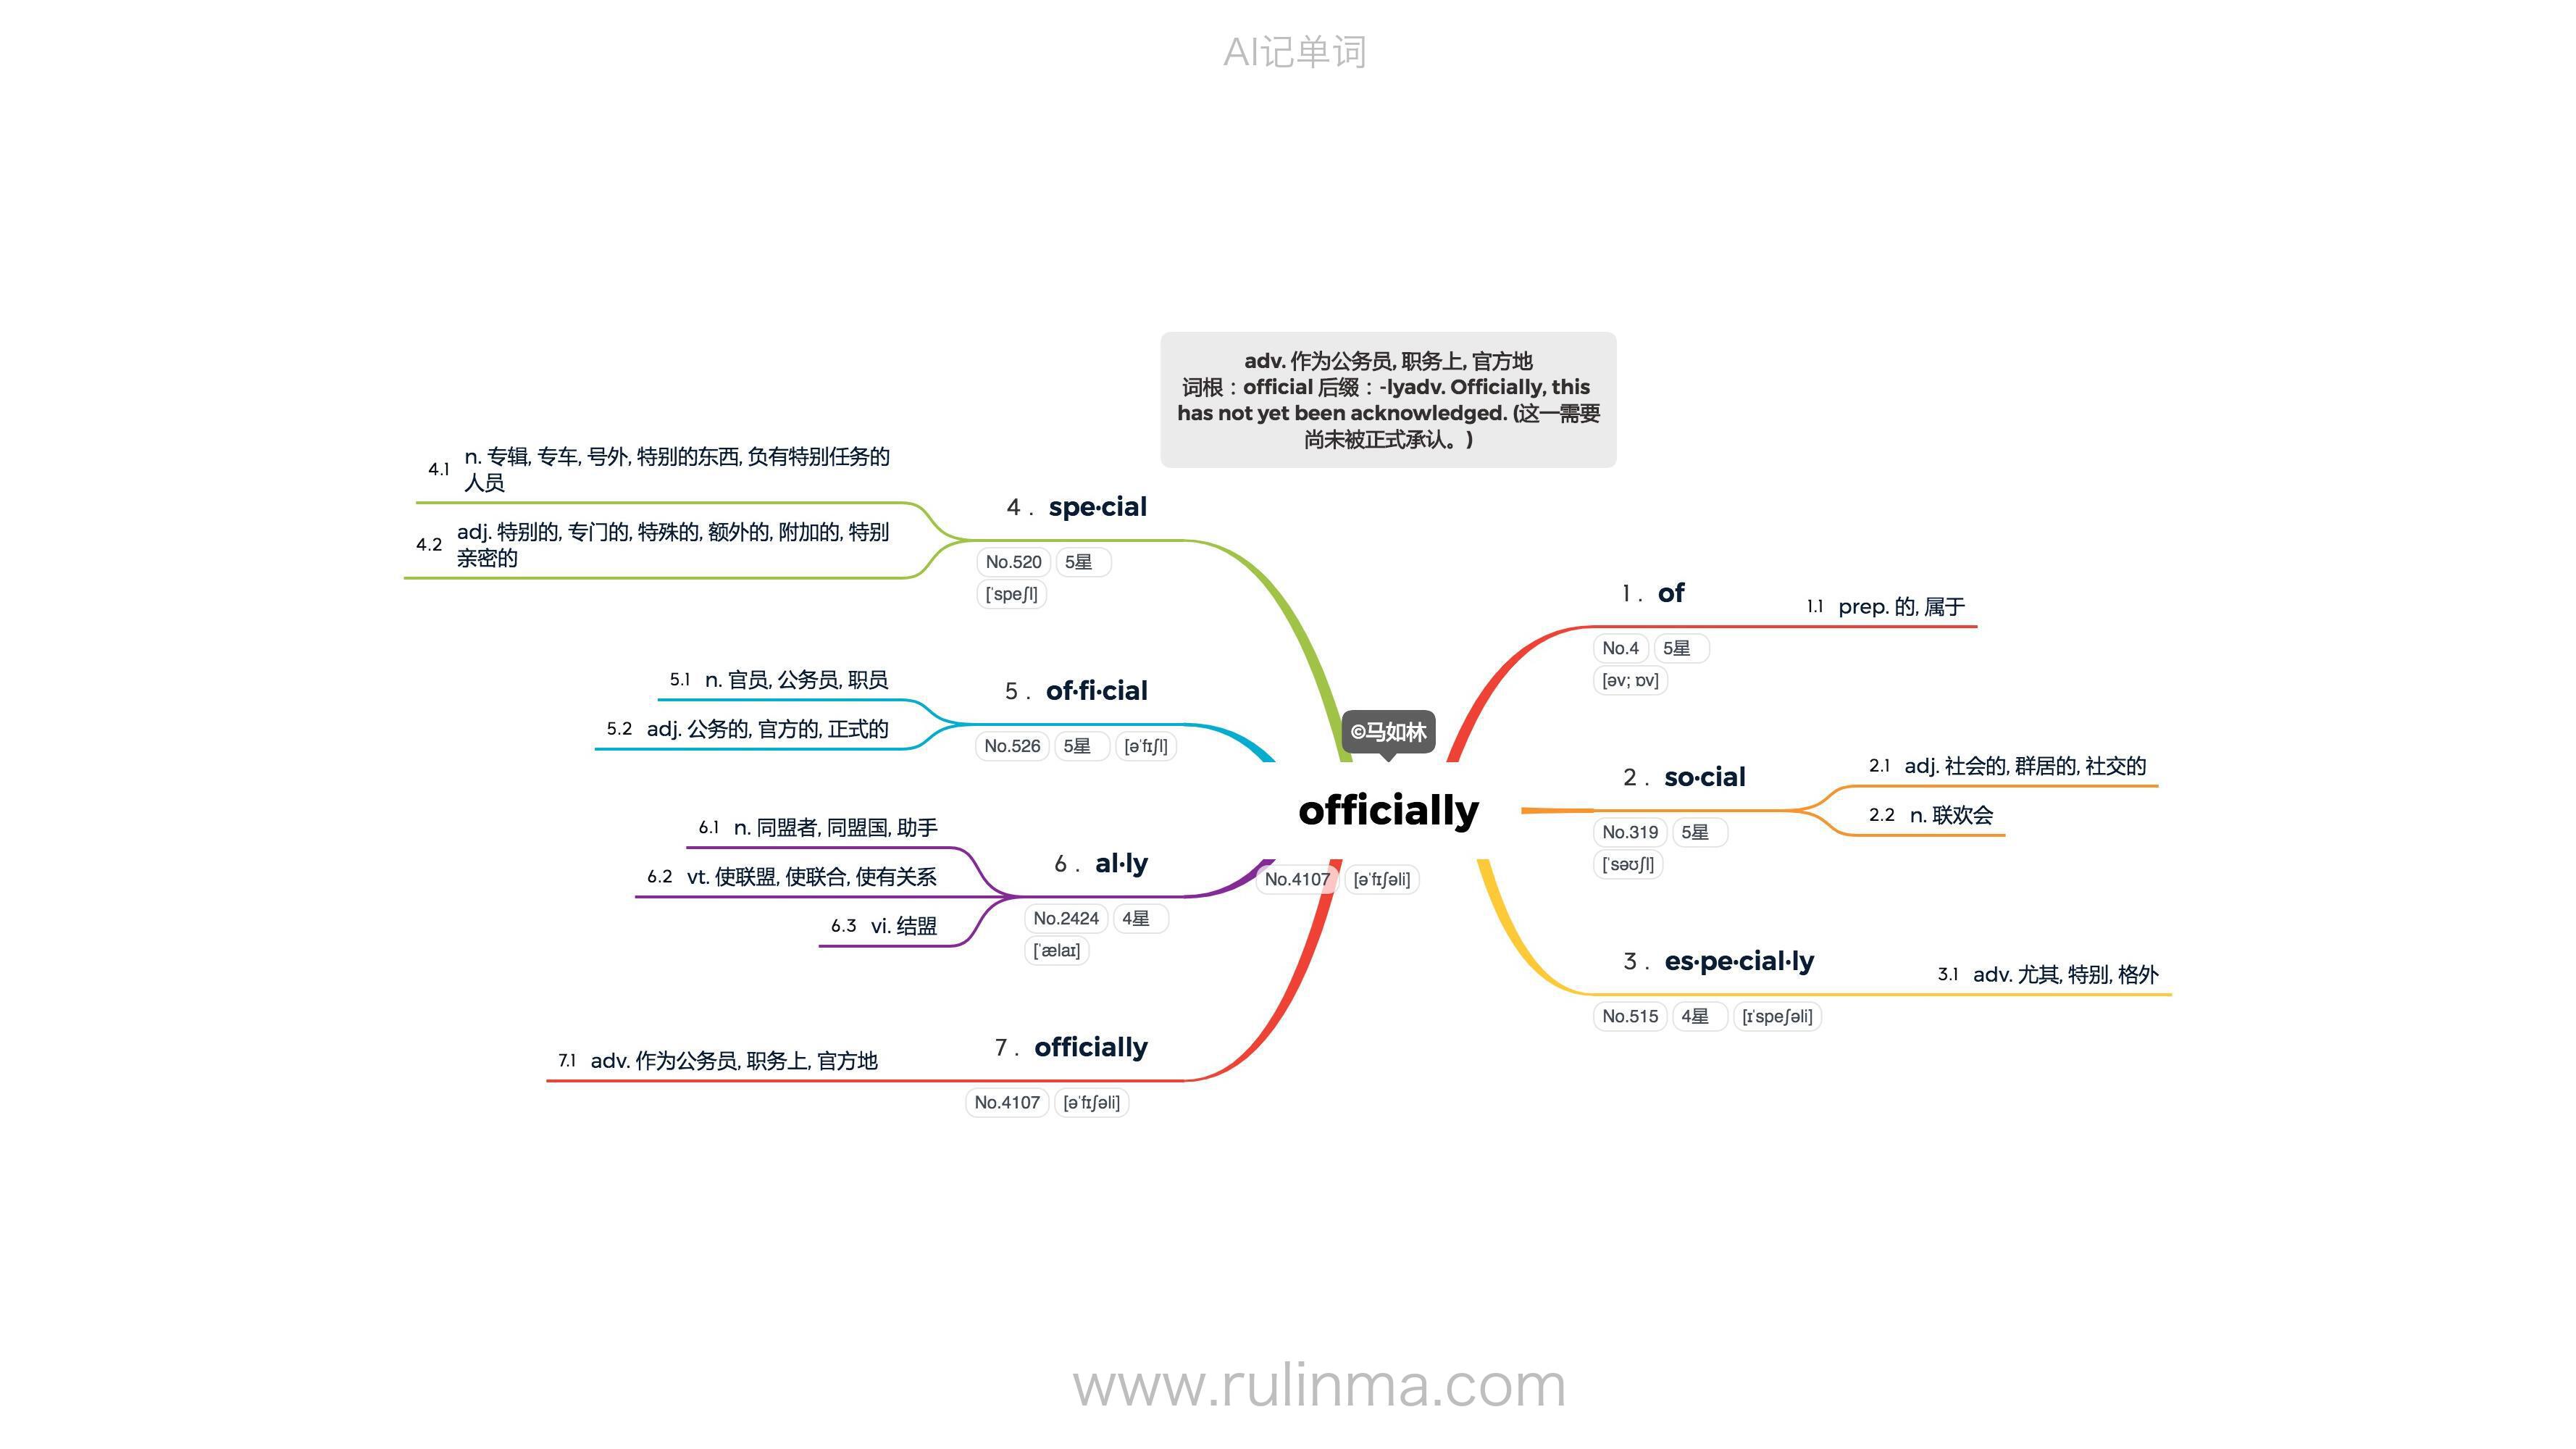 AI记单词
adv. 作为公务员, 职务上, 官方地
词根：official 后缀：-lyadv. Officially, this
has not yet been acknowledged. (这一需要
尚未被正式承认。)
©马如林
officially
No.4107 [əˈfɪʃəli]
1 . of
No.4 5星
[əv; ɒv]
1.1 prep. 的, 属于
2 . so·cial
No.319 5星
[ˈsəʊʃl]
2.1 adj. 社会的, 群居的, 社交的
2.2 n. 联欢会
3 . es·pe·cial·ly
No.515 4星 [ɪˈspeʃəli]
3.1 adv. 尤其, 特别, 格外
4 . spe·cial
No.520 5星
[ˈspeʃl]
4.1 n. 专辑, 专车, 号外, 特别的东西, 负有特别任务的
人员
4.2 adj. 特别的, 专门的, 特殊的, 额外的, 附加的, 特别
亲密的
5 . of·fi·cial
No.526 5星 [əˈfɪʃl]
5.1 n. 官员, 公务员, 职员
5.2 adj. 公务的, 官方的, 正式的
6 . al·ly
No.2424 4星
[ˈælaɪ]
6.1 n. 同盟者, 同盟国, 助手
6.2 vt. 使联盟, 使联合, 使有关系
6.3 vi. 结盟
7 . officially
No.4107 [əˈfɪʃəli]
7.1 adv. 作为公务员, 职务上, 官方地
www.rulinma.com